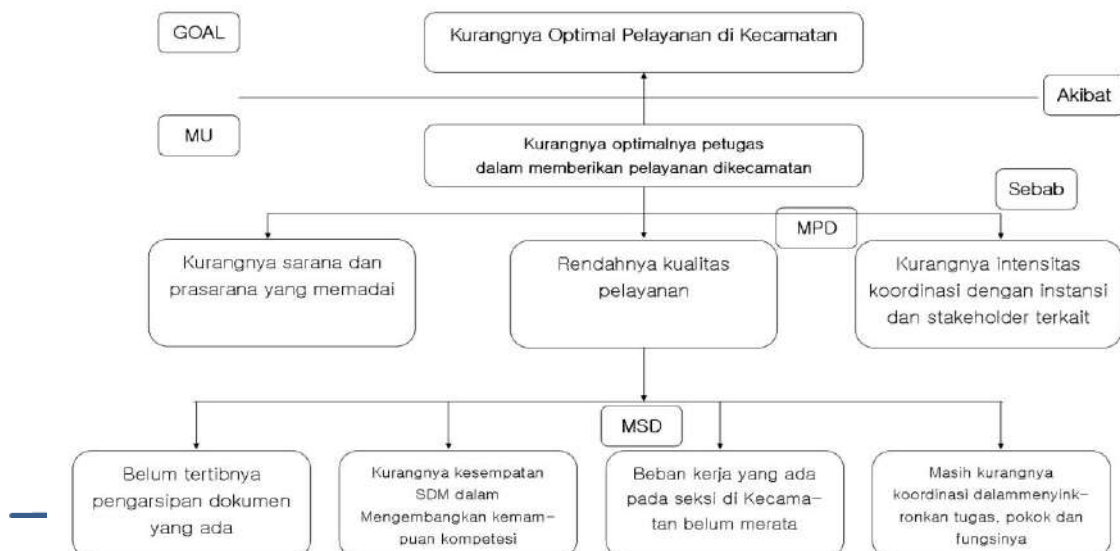 GOAL
Kurangnya Optimal Pelayanan di Kecamatan
Akibat
MU
Kurangnya optimalnya petugas
dalam memberikan pelayanan dikecamatan
Sebab
MPD
Kurangnya sarana dan
prasarana yang memadai
Rendahnya kualitas
pelayanan
Kurangnya intensitas
koordinasi dengan instansi
dan stakeholder terkait
MSD
Belum tertibnya
pengarsipan dokumen
yang ada
Kurangnya kesempatan
SDM dalam
Mengembangkan kemam-
puan kompetesi
Beban kerja yang ada
pada seksi di Kecama-
tan belum merata
Masih kurangnya
koordinasi dalammenyink-
ronkan tugas, pokok dan
fungsinya